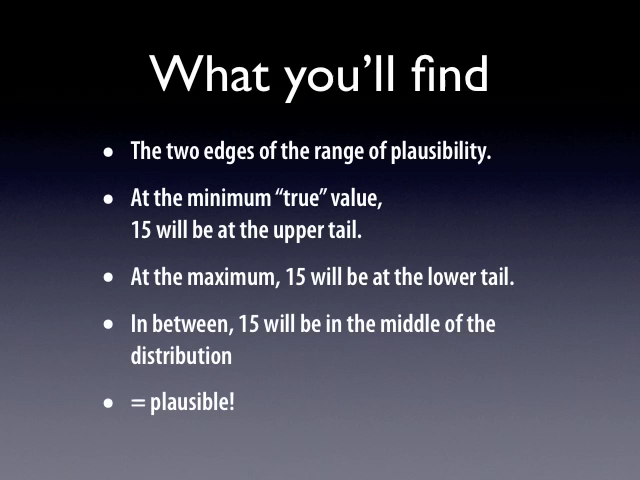 What you’ll find
• The two edges of the range of plausibility.
• At the minimum “true” value,
15 will be at the upper tail.
• At the maximum, 15 will be at the lower tail.
• In between, 15 will be in the middle of the
distribution
• = plausible!